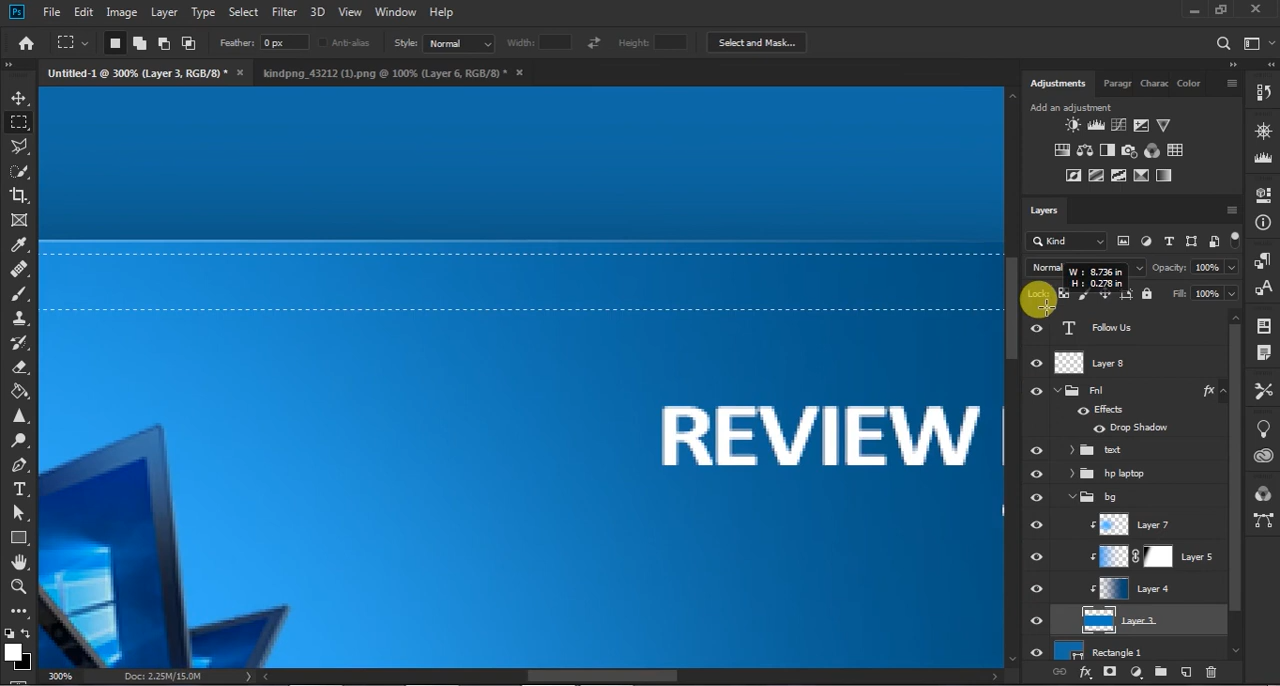 Ps File Edit Image Layer Type Select Filter 3D View Window Help
Feather: 0 px Anti-alias Style: Normal Width: Height: Select and Mask...
Untitled-1 @ 300% (Layer 3, RGB/8) * × kindpng_43212 (1).png @ 100% (Layer 6, RGB/8) * ×
Adjustments Paragr Charac Color
Add an adjustment
Layers
Kind
Normal Opacity: 100%
W : 8.736 in
H : 0.278 in
Lock: Fill: 100%
T Follow Us
Layer 8
Fnl fx
Effects
Drop Shadow
text
hp laptop
bg
Layer 7
Layer 5
Layer 4
Layer 3
Rectangle 1
REVIEW
300% Doc: 2.25M/15.0M
fx